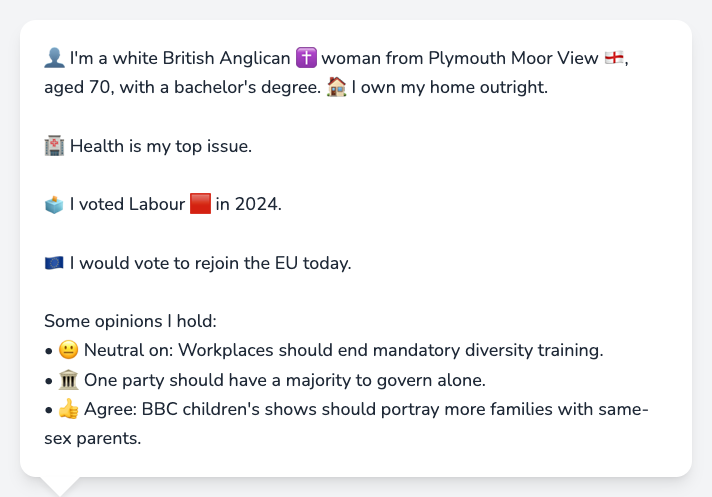 👤 I'm a white British Anglican ✝️ woman from Plymouth Moor View 🏴󠁧󠁢󠁥󠁮󠁧󠁿,
aged 70, with a bachelor's degree. 🏠 I own my home outright.
🏥 Health is my top issue.
🗳️ I voted Labour 🟥 in 2024.
🇪🇺 I would vote to rejoin the EU today.
Some opinions I hold:
• 😐 Neutral on: Workplaces should end mandatory diversity training.
• 🏛️ One party should have a majority to govern alone.
• 👍 Agree: BBC children's shows should portray more families with same-
sex parents.